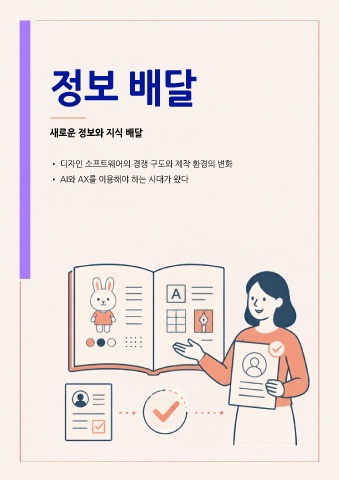 정보 배달
새로운 정보와 지식 배달
• 디자인 소프트웨어의 경쟁 구도와 제작 환경의 변화
• AI와 AX를 이용해야 하는 시대가 왔다
A